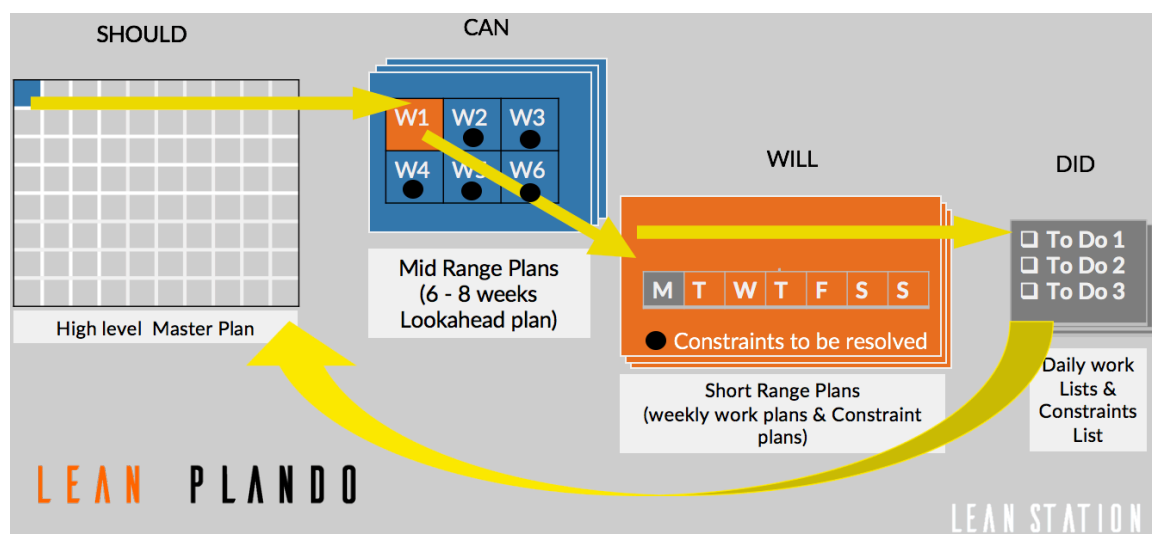 SHOULD
CAN
WILL
DID
W1 W2 W3
W4 W5 W6
M T W T F S S
Constraints to be resolved
To Do 1
To Do 2
To Do 3
High level Master Plan
Mid Range Plans
(6 - 8 weeks
Lookahead plan)
Short Range Plans
(weekly work plans & Constraint
plans)
Daily work
Lists &
Constraints
List
LEAN PLANDO
LEAN STATION